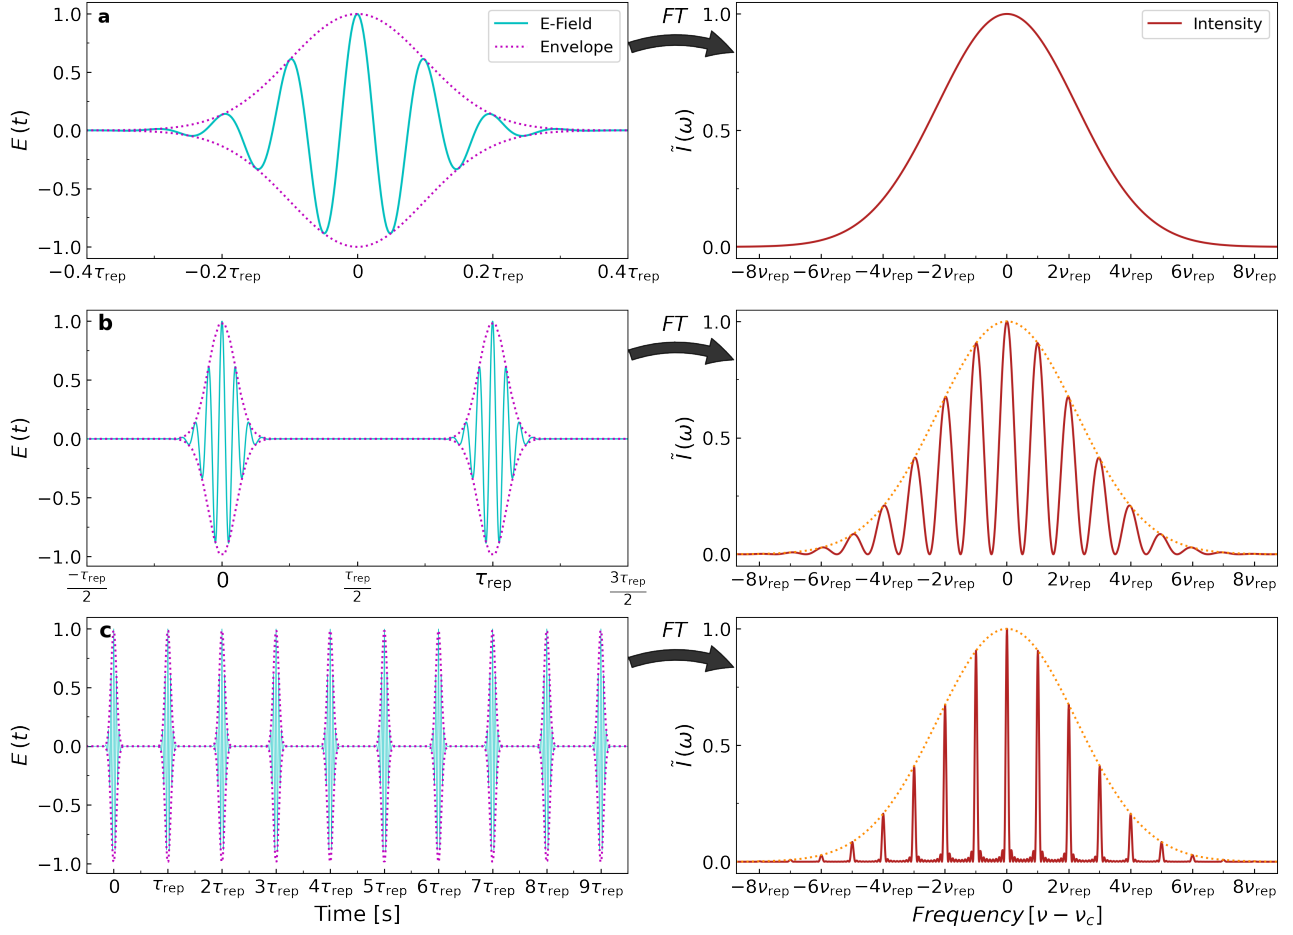 a
E-Field
Envelope
E (t)
1.0
0.5
0.0
−0.5
−1.0
−0.4τrep
−0.2τrep
0
0.2τrep
0.4τrep
FT
Intensity
Ĩ (ω)
1.0
0.5
0.0
−8νrep
−6νrep
−4νrep
−2νrep
0
2νrep
4νrep
6νrep
8νrep
b
E (t)
1.0
0.5
0.0
−0.5
−1.0
−τrep/2
0
τrep/2
τrep
3τrep/2
FT
Ĩ (ω)
1.0
0.5
0.0
−8νrep
−6νrep
−4νrep
−2νrep
0
2νrep
4νrep
6νrep
8νrep
c
E (t)
1.0
0.5
0.0
−0.5
−1.0
0
τrep
2τrep
3τrep
4τrep
5τrep
6τrep
7τrep
8τrep
9τrep
Time [s]
FT
Ĩ (ω)
1.0
0.5
0.0
−8νrep
−6νrep
−4νrep
−2νrep
0
2νrep
4νrep
6νrep
8νrep
Frequency [ν − νc]